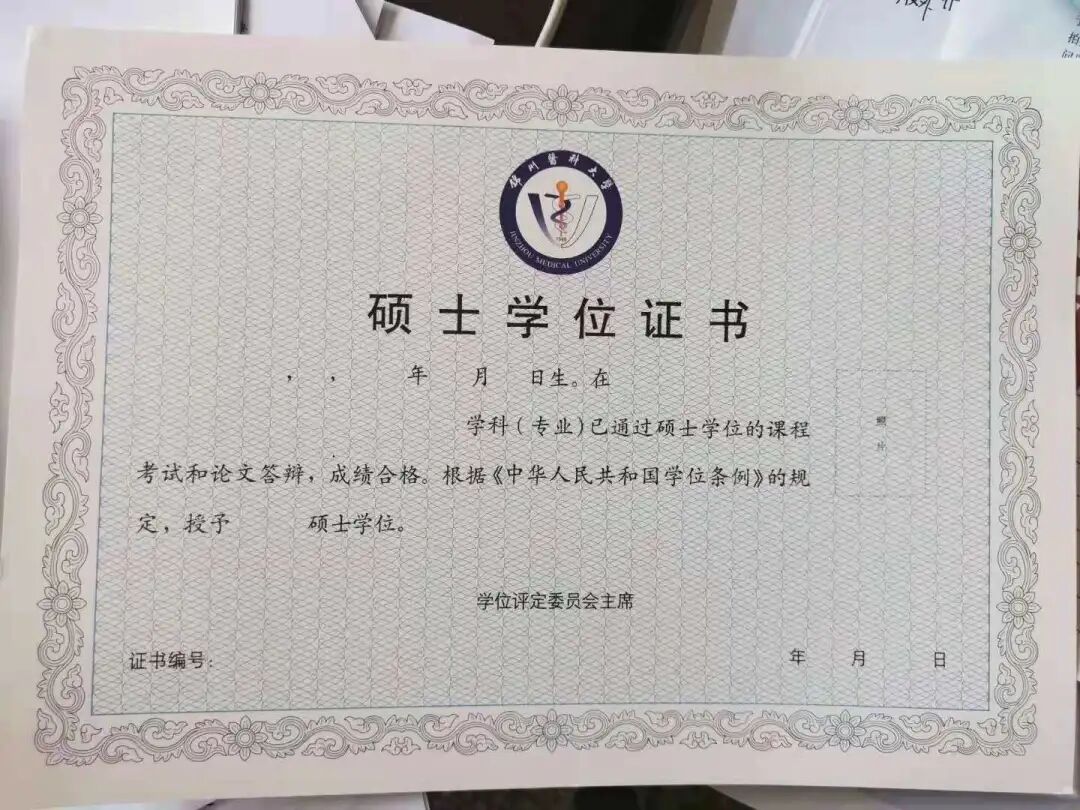 錦州醫科大學
1946
JINZHOU MEDICAL UNIVERSITY
硕士学位证书
， ， 年 月 日生。在
学科(专业)已通过硕士学位的课程
考试和论文答辩，成绩合格。根据《中华人民共和国学位条例》的规
定，授予 硕士学位。
照片
学位评定委员会主席
证书编号：
年 月 日